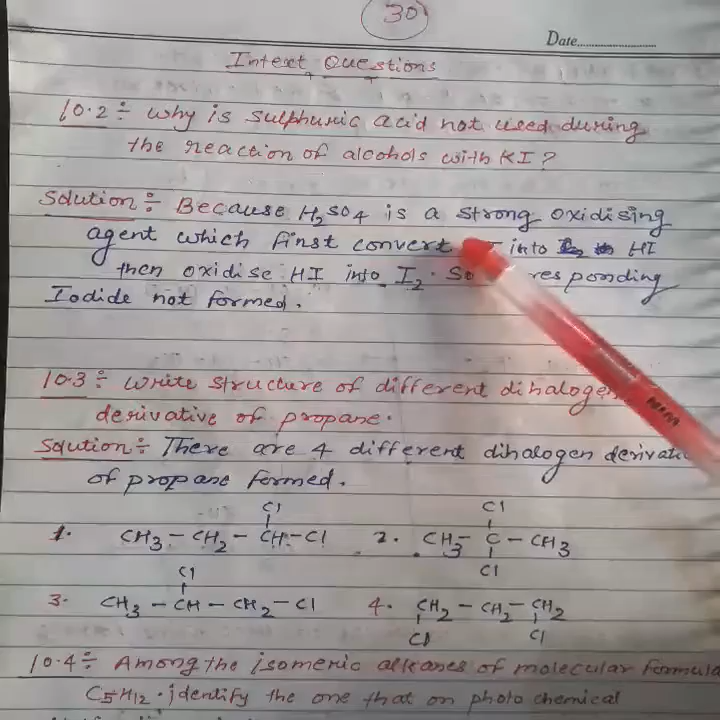 30
Date
Intext Questions
10.2÷ Why is sulphuric acid not used during
the reaction of alcohols with KI?
Solution÷ Because H₂SO₄ is a strong oxidising
agent which first convert into HI
then oxidise HI into I₂. So
Iodide not formed.
10.3÷ Write structure of different dihalogen
derivative of propane.
Solution÷ There are 4 different dihalogen
of propane formed.
Cl Cl
1. CH₃ – CH₂ – CH – Cl 2. CH₃ – C – CH₃
Cl Cl
3. CH₃ – CH – CH₂ – Cl 4. CH₂ – CH₂ – CH₂
Cl Cl
10.4÷ Among the isomeric alkanes of molecular formula
C5H12. identify the one that on photo chemical